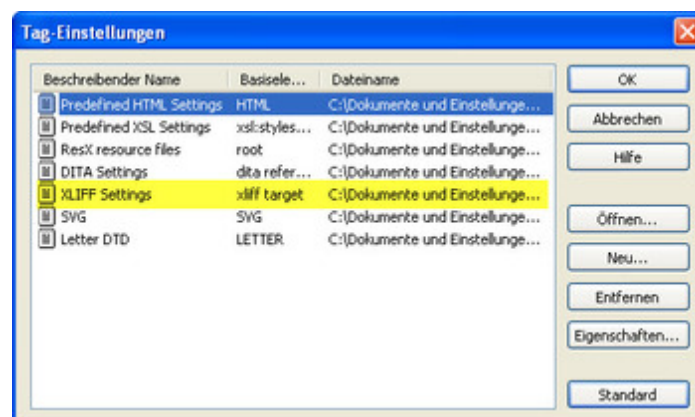 Tag-Einstellungen
Beschreibender Name Basisele... Dateiname
Predefined HTML Settings HTML C:\Dokumente und Einstellunge...
Predefined XSL Settings xsl:styles... C:\Dokumente und Einstellunge...
ResX resource files root C:\Dokumente und Einstellunge...
DITA Settings dita refer... C:\Dokumente und Einstellunge...
XLIFF Settings xliff target C:\Dokumente und Einstellunge...
SVG SVG C:\Dokumente und Einstellunge...
Letter DTD LETTER C:\Dokumente und Einstellunge...
OK
Abbrechen
Hilfe
Öffnen...
Neu...
Entfernen
Eigenschaften...
Standard